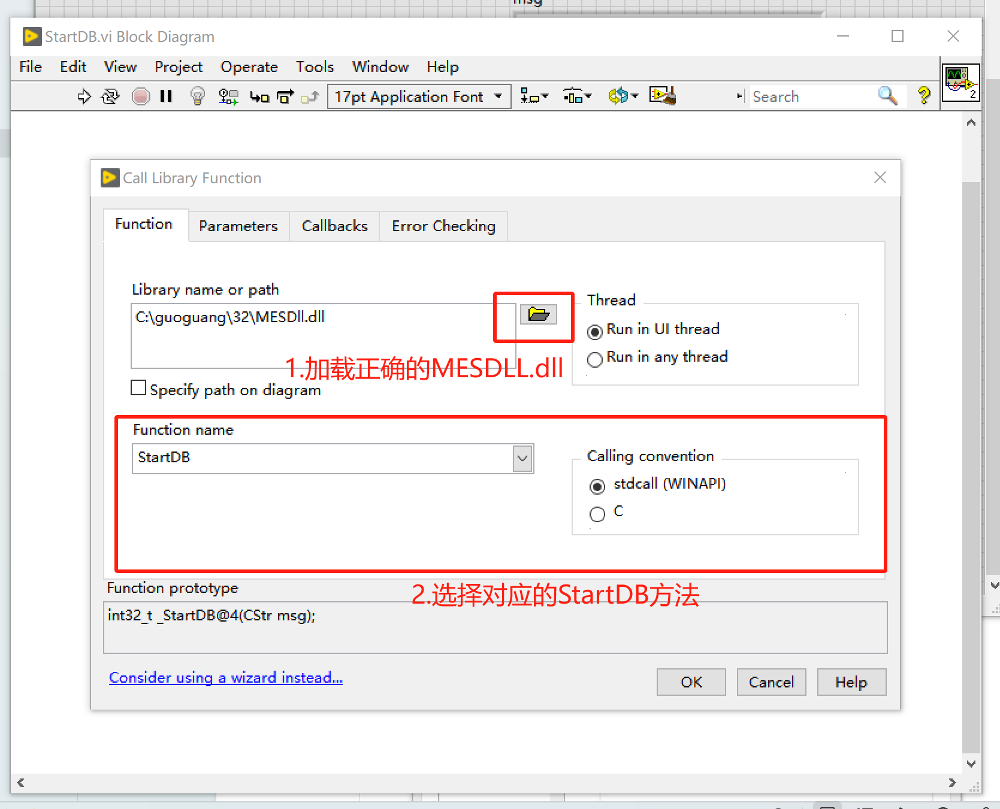 msg
StartDB.vi Block Diagram
File Edit View Project Operate Tools Window Help
17pt Application Font
Search
2
Call Library Function
Function Parameters Callbacks Error Checking
Library name or path
C:\guoguang\32\MESDll.dll
Thread
Run in UI thread
Run in any thread
1.加载正确的MESDLL.dll
Specify path on diagram
Function name
StartDB
Calling convention
stdcall (WINAPI)
C
2.选择对应的StartDB方法
Function prototype
int32_t _StartDB@4(CStr msg);
Consider using a wizard instead...
OK Cancel Help